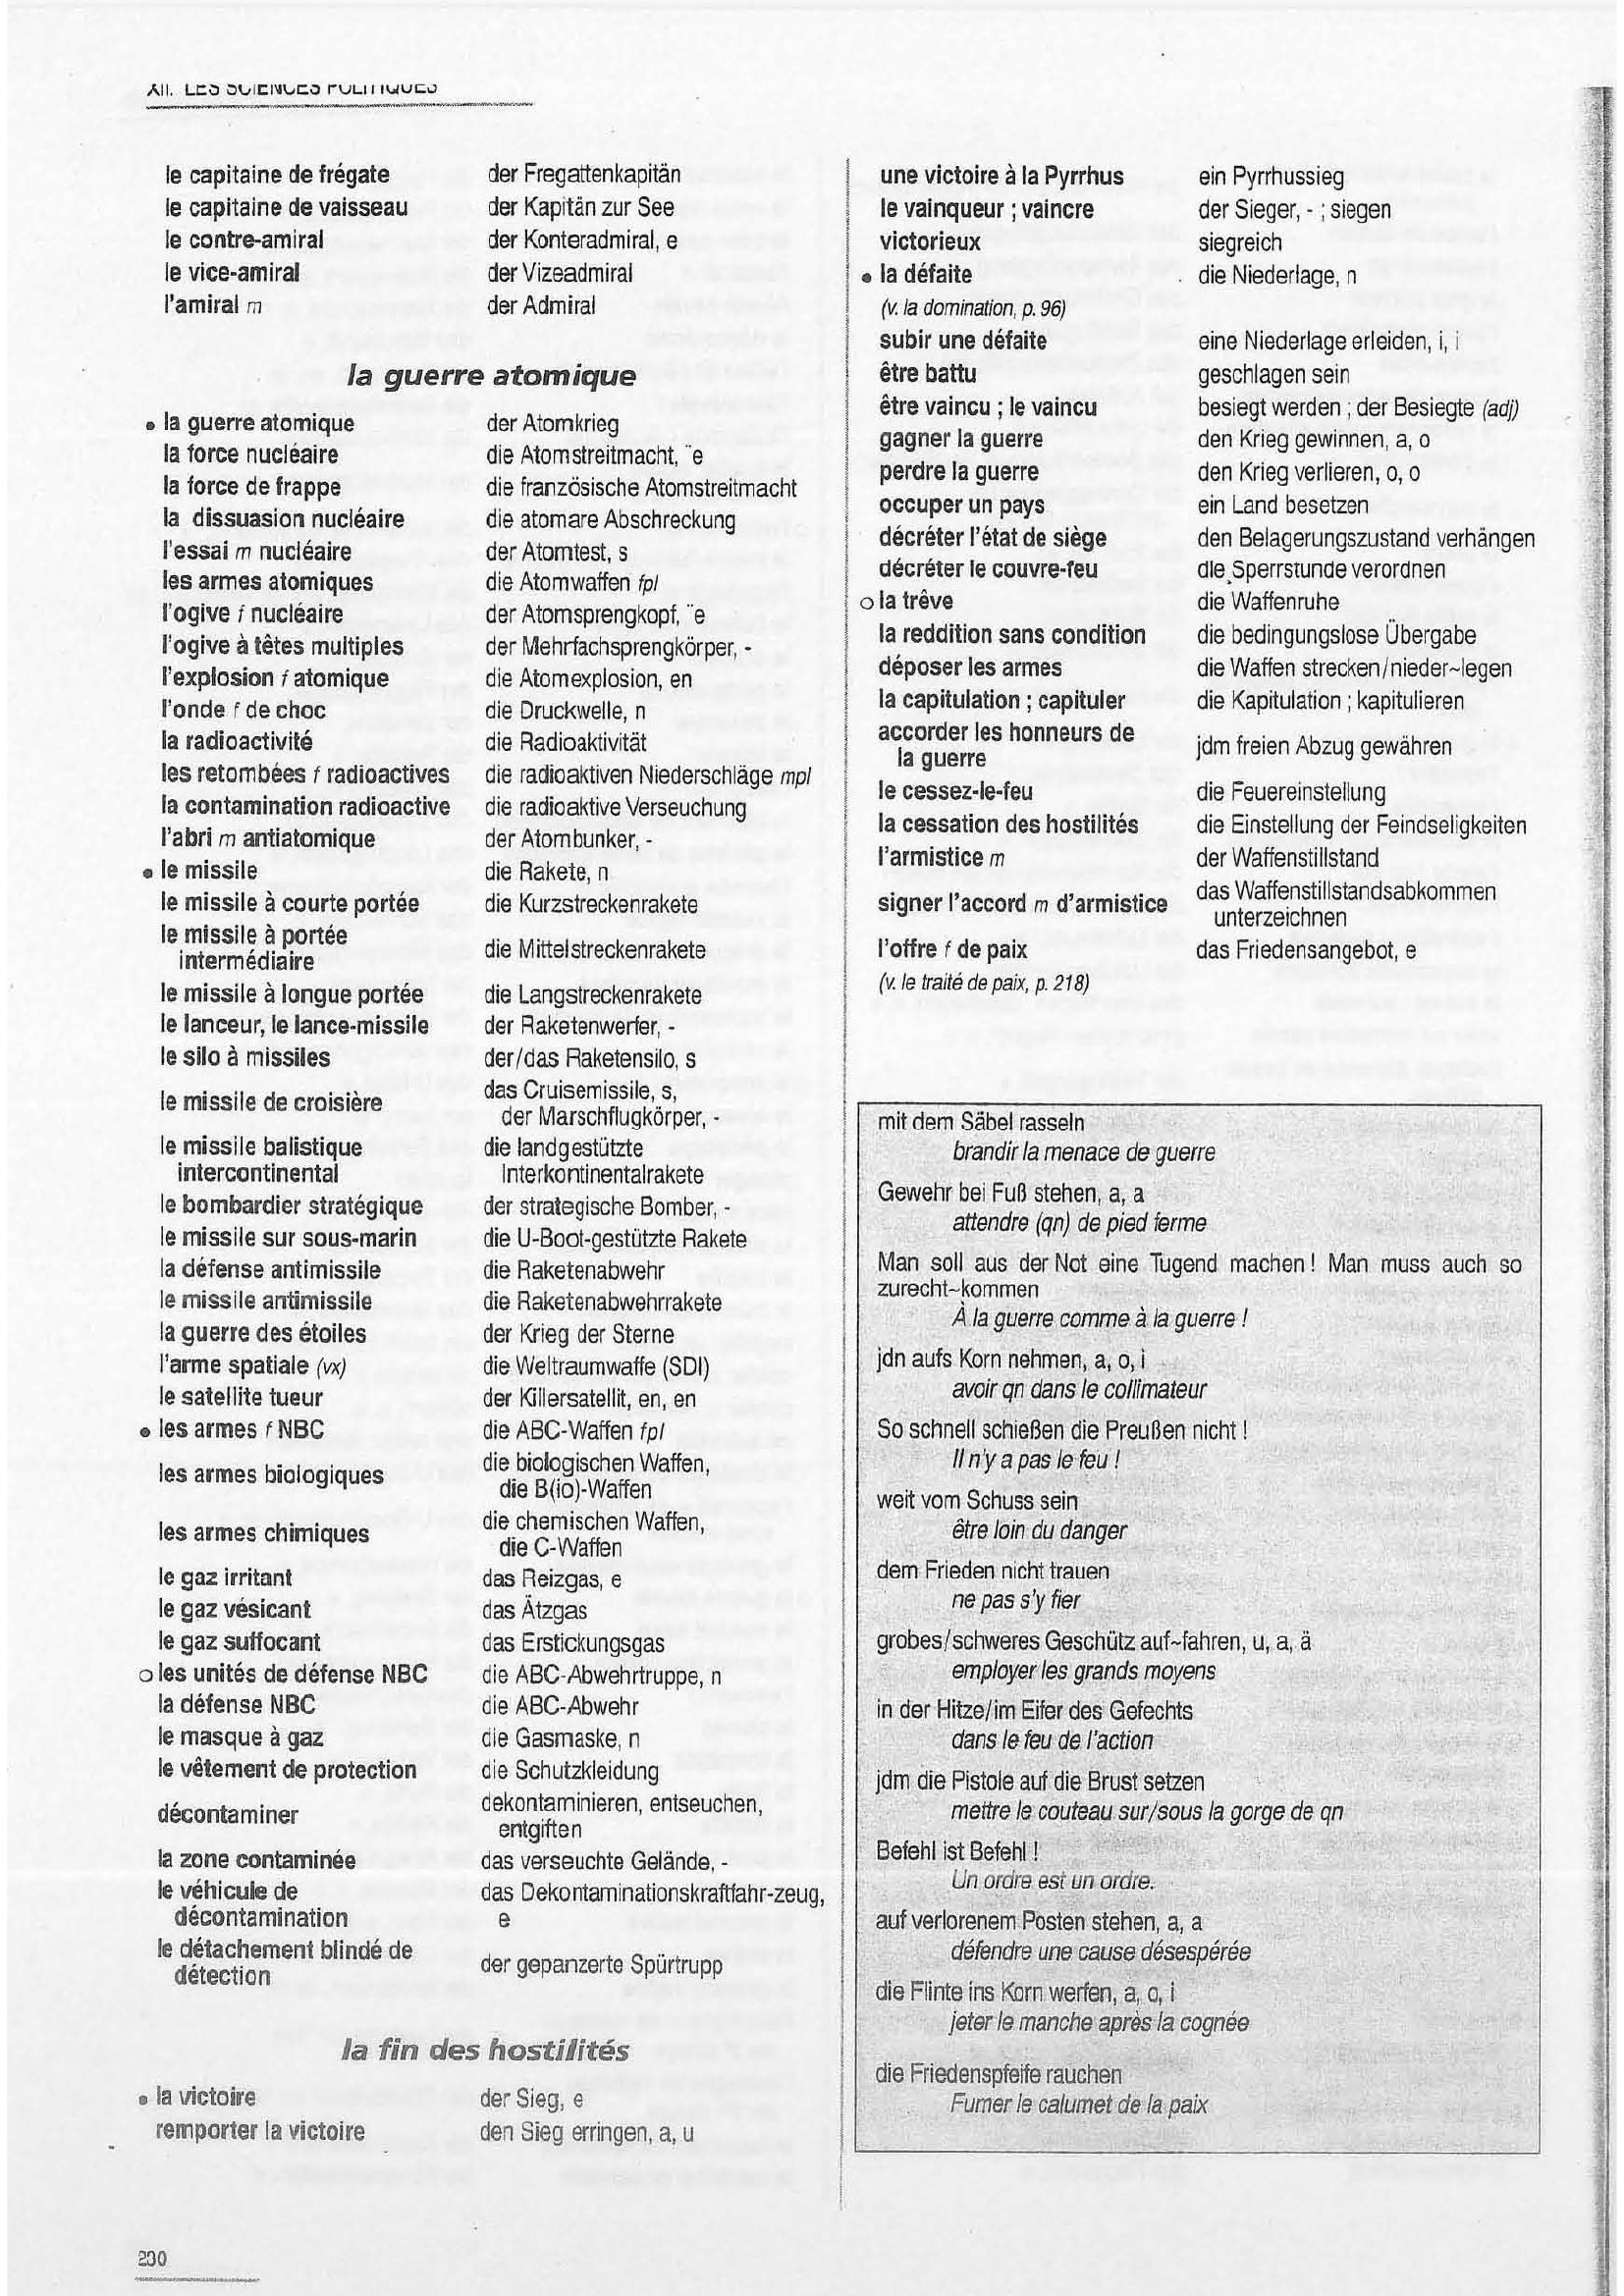 XII. LES SCIENCES POLITIQUES
le capitaine de frégate der Fregattenkapitän
le capitaine de vaisseau der Kapitän zur See
le contre-amiral der Konteradmiral, e
le vice-amiral der Vizeadmiral
l'amiral m der Admiral
la guerre atomique
• la guerre atomique der Atomkrieg
la force nucléaire die Atomstreitmacht, ¨e
la force de frappe die französische Atomstreitmacht
la dissuasion nucléaire die atomare Abschreckung
l'essai m nucléaire der Atomtest, s
les armes atomiques die Atomwaffen fpl
l'ogive f nucléaire der Atomsprengkopf, ¨e
l'ogive à têtes multiples der Mehrfachsprengkörper, -
l'explosion f atomique die Atomexplosion, en
l'onde f de choc die Druckwelle, n
la radioactivité die Radioaktivität
les retombées f radioactives die radioaktiven Niederschläge mpl
la contamination radioactive die radioaktive Verseuchung
l'abri m antiatomique der Atombunker, -
• le missile die Rakete, n
le missile à courte portée die Kurzstreckenrakete
le missile à portée
intermédiaire die Mittelstreckenrakete
le missile à longue portée die Langstreckenrakete
le lanceur, le lance-missile der Raketenwerfer, -
le silo à missiles der/das Raketensilo, s
le missile de croisière das Cruisemissile, s,
der Marschflugkörper, -
le missile balistique die landgestützte
intercontinental Interkontinentalrakete
le bombardier stratégique der strategische Bomber, -
le missile sur sous-marin die U-Boot-gestützte Rakete
la défense antimissile die Raketenabwehr
le missile antimissile die Raketenabwehrrakete
la guerre des étoiles der Krieg der Sterne
l'arme spatiale (vx) die Weltraumwaffe (SDI)
le satellite tueur der Killersatellit, en, en
• les armes f NBC die ABC-Waffen fpl
les armes biologiques die biologischen Waffen,
die B(io)-Waffen
les armes chimiques die chemischen Waffen,
die C-Waffen
le gaz irritant das Reizgas, e
le gaz vésicant das Ätzgas
le gaz suffocant das Erstickungsgas
o les unités de défense NBC die ABC-Abwehrtruppe, n
la défense NBC die ABC-Abwehr
le masque à gaz die Gasmaske, n
le vêtement de protection die Schutzkleidung
décontaminer dekontaminieren, entseuchen,
entgiften
la zone contaminée das verseuchte Gelände, -
le véhicule de das Dekontaminationskraftfahr-zeug,
décontamination e
le détachement blindé de
détection der gepanzerte Spürtrupp
la fin des hostilités
• la victoire der Sieg, e
remporter la victoire den Sieg erringen, a, u
une victoire à la Pyrrhus ein Pyrrhussieg
le vainqueur ; vaincre der Sieger, - ; siegen
victorieux siegreich
• la défaite die Niederlage, n
(v. la domination, p. 96)
subir une défaite eine Niederlage erleiden, i, i
être battu geschlagen sein
être vaincu ; le vaincu besiegt werden ; der Besiegte (adj)
gagner la guerre den Krieg gewinnen, a, o
perdre la guerre den Krieg verlieren, o, o
occuper un pays ein Land besetzen
décréter l'état de siège den Belagerungszustand verhängen
décréter le couvre-feu die Sperrstunde verordnen
o la trêve die Waffenruhe
la reddition sans condition die bedingungslose Übergabe
déposer les armes die Waffen strecken/nieder~legen
la capitulation ; capituler die Kapitulation ; kapitulieren
accorder les honneurs de
la guerre jdm freien Abzug gewähren
le cessez-le-feu die Feuereinstellung
la cessation des hostilités die Einstellung der Feindseligkeiten
l'armistice m der Waffenstillstand
signer l'accord m d'armistice das Waffenstillstandsabkommen
unterzeichnen
l'offre f de paix das Friedensangebot, e
(v. le traité de paix, p. 218)
mit dem Säbel rasseln
brandir la menace de guerre
Gewehr bei Fuß stehen, a, a
attendre (qn) de pied ferme
Man soll aus der Not eine Tugend machen ! Man muss auch so
zurecht~kommen
À la guerre comme à la guerre !
jdn aufs Korn nehmen, a, o, i
avoir qn dans le collimateur
So schnell schießen die Preußen nicht !
Il n'y a pas le feu !
weit vom Schuss sein
être loin du danger
dem Frieden nicht trauen
ne pas s'y fier
grobes/schweres Geschütz auf~fahren, u, a, ä
employer les grands moyens
in der Hitze/im Eifer des Gefechts
dans le feu de l'action
jdm die Pistole auf die Brust setzen
mettre le couteau sur/sous la gorge de qn
Befehl ist Befehl !
Un ordre est un ordre.
auf verlorenem Posten stehen, a, a
défendre une cause désespérée
die Flinte ins Korn werfen, a, o, i
jeter le manche après la cognée
die Friedenspfeife rauchen
Fumer le calumet de la paix
230